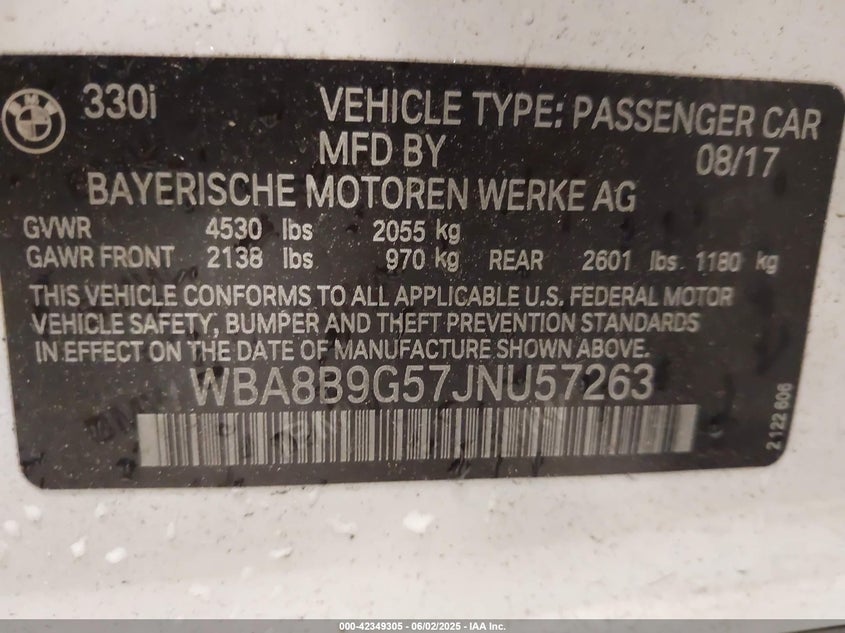 BMW
330i VEHICLE TYPE: PASSENGER CAR
MFD BY 08/17
BAYERISCHE MOTOREN WERKE AG
GVWR 4530 lbs 2055 kg
GAWR FRONT 2138 lbs 970 kg REAR 2601 lbs 1180 kg
THIS VEHICLE CONFORMS TO ALL APPLICABLE U.S. FEDERAL MOTOR
VEHICLE SAFETY, BUMPER AND THEFT PREVENTION STANDARDS
IN EFFECT ON THE DATE OF MANUFACTURE SHOWN ABOVE.
WBA8B9G57JNU57263
2 122 606
000-42349305 - 06/02/2025 - IAA Inc.